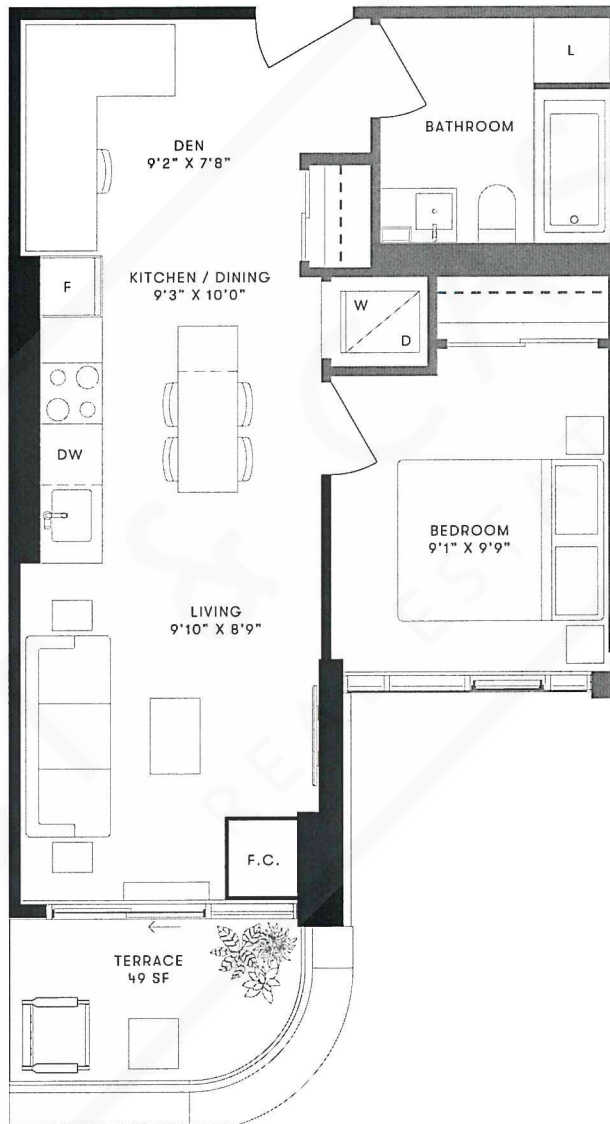 L
BATHROOM
DEN
9'2" X 7'8"
KITCHEN / DINING
9'3" X 10'0"
F
W
D
DW
BEDROOM
9'1" X 9'9"
LIVING
9'10" X 8'9"
F.C.
TERRACE
49 SF